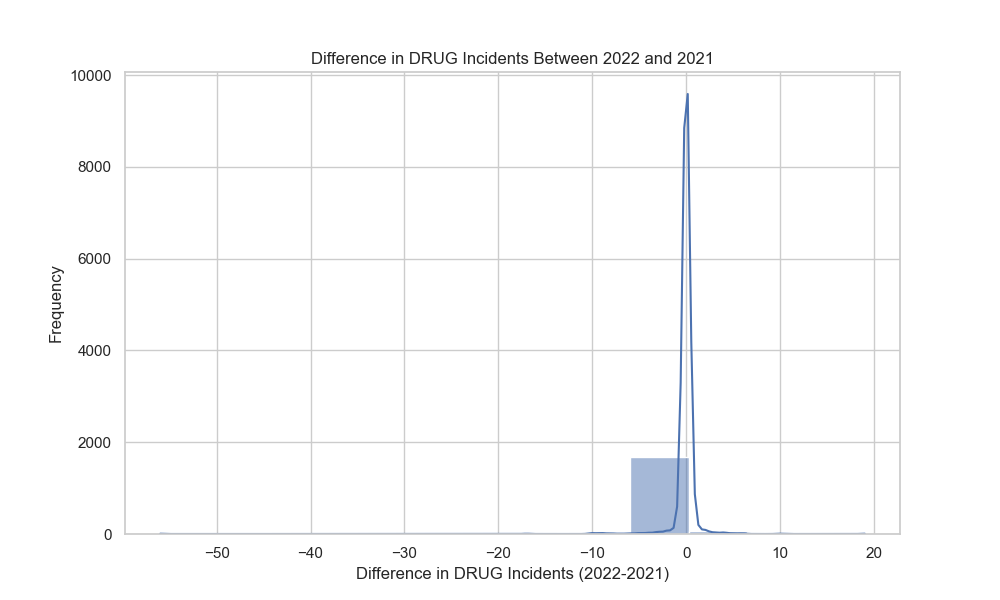 Difference in DRUG Incidents Between 2022 and 2021
10000
8000
6000
4000
2000
0
Frequency
−50 −40 −30 −20 −10 0 10 20
Difference in DRUG Incidents (2022-2021)